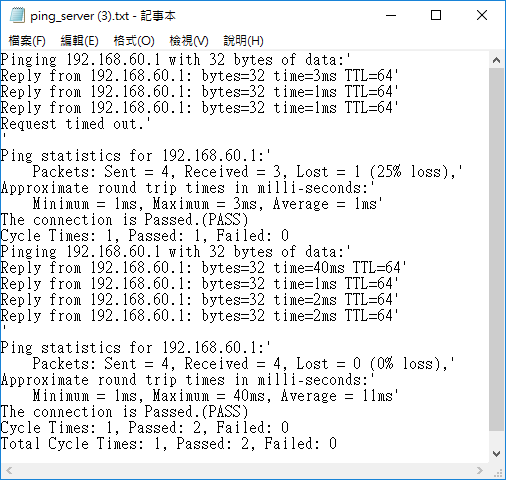 ping_server (3).txt - 記事本
檔案(F) 編輯(E) 格式(O) 檢視(V) 說明(H)
Pinging 192.168.60.1 with 32 bytes of data:'
Reply from 192.168.60.1: bytes=32 time=3ms TTL=64'
Reply from 192.168.60.1: bytes=32 time=1ms TTL=64'
Reply from 192.168.60.1: bytes=32 time=1ms TTL=64'
Request timed out.'
'
Ping statistics for 192.168.60.1:'
    Packets: Sent = 4, Received = 3, Lost = 1 (25% loss),'
Approximate round trip times in milli-seconds:'
    Minimum = 1ms, Maximum = 3ms, Average = 1ms'
The connection is Passed.(PASS)
Cycle Times: 1, Passed: 1, Failed: 0
Pinging 192.168.60.1 with 32 bytes of data:'
Reply from 192.168.60.1: bytes=32 time=40ms TTL=64'
Reply from 192.168.60.1: bytes=32 time=1ms TTL=64'
Reply from 192.168.60.1: bytes=32 time=2ms TTL=64'
Reply from 192.168.60.1: bytes=32 time=2ms TTL=64'
'
Ping statistics for 192.168.60.1:'
    Packets: Sent = 4, Received = 4, Lost = 0 (0% loss),'
Approximate round trip times in milli-seconds:'
    Minimum = 1ms, Maximum = 40ms, Average = 11ms'
The connection is Passed.(PASS)
Cycle Times: 1, Passed: 2, Failed: 0
Total Cycle Times: 1, Passed: 2, Failed: 0